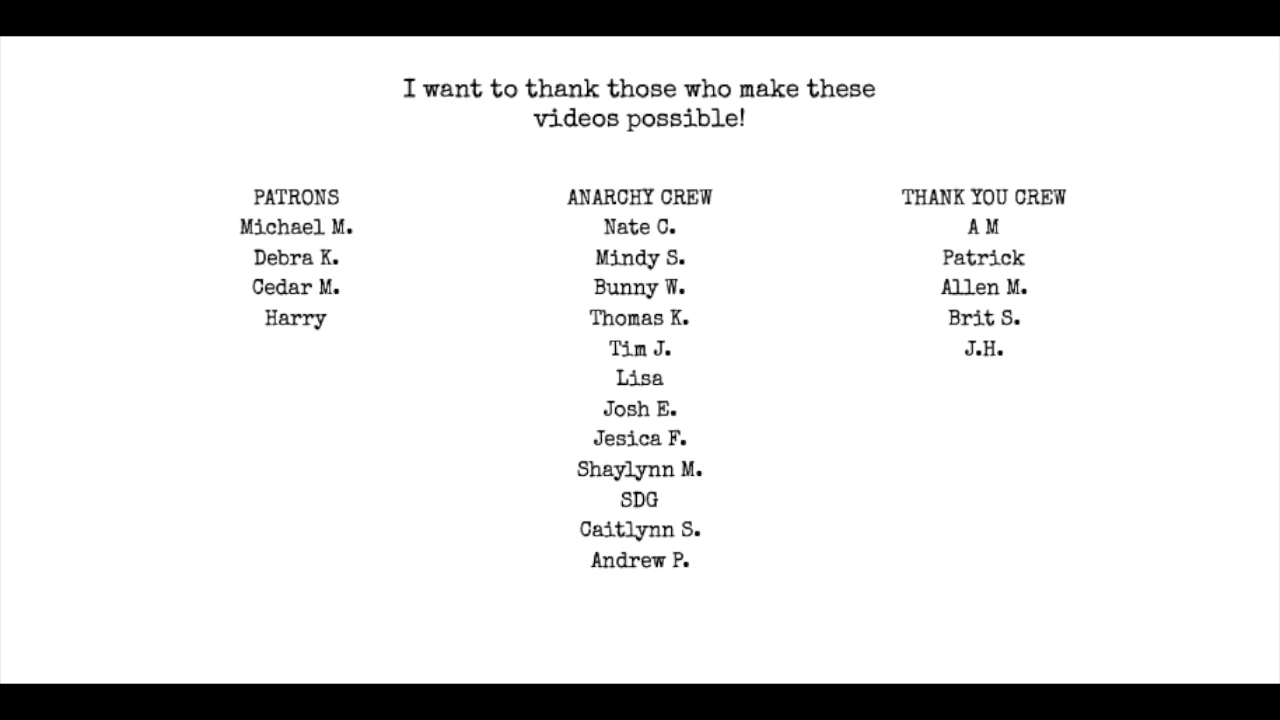 I want to thank those who make these
videos possible!
PATRONS
Michael M.
Debra K.
Cedar M.
Harry
ANARCHY CREW
Nate C.
Mindy S.
Bunny W.
Thomas K.
Tim J.
Lisa
Josh E.
Jesica F.
Shaylynn M.
SDG
Caitlynn S.
Andrew P.
THANK YOU CREW
A M
Patrick
Allen M.
Brit S.
J.H.